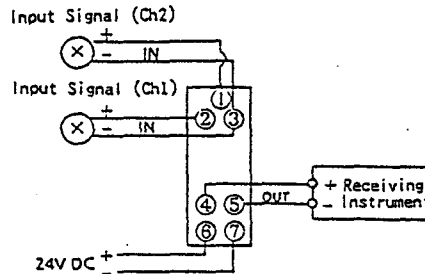 Input Signal (Ch2)
+
- IN
Input Signal (Ch1)
+
- IN
1
2 3
4 5
6 7
OUT
+ Receiving
- Instrument
24V DC +
-